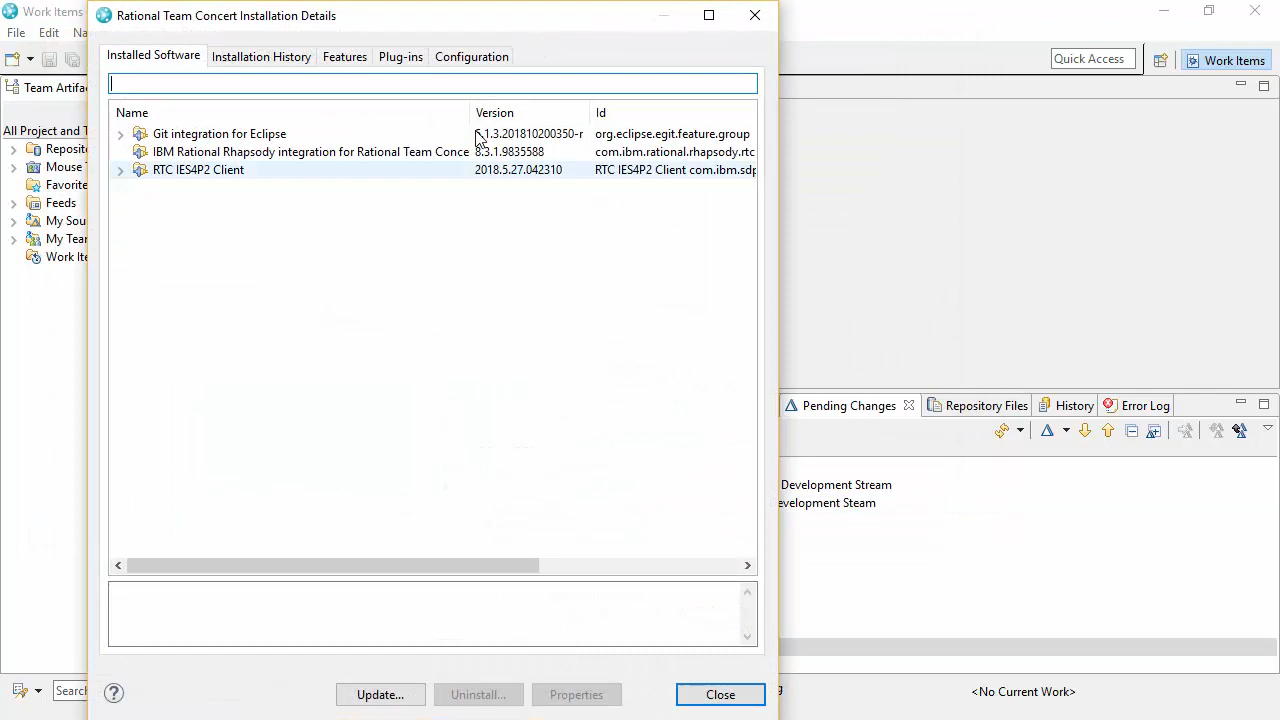 Work Items
Rational Team Concert Installation Details
File Edit
Installed Software Installation History Features Plug-ins Configuration
Quick Access
Work Items
Team Artifa
Name Version Id
All Project and T
Git integration for Eclipse .1.3.201810200350-r org.eclipse.egit.feature.group
Reposit
IBM Rational Rhapsody integration for Rational Team Conce 8.3.1.9835588 com.ibm.rational.rhapsody.rtc
Mouse
RTC IES4P2 Client 2018.5.27.042310 RTC IES4P2 Client com.ibm.sdp
Favorite
Feeds
My Sou
My Tea
Work Ite
Pending Changes Repository Files History Error Log
Development Stream
evelopment Steam
Searc
Update... Uninstall... Properties Close
<No Current Work>